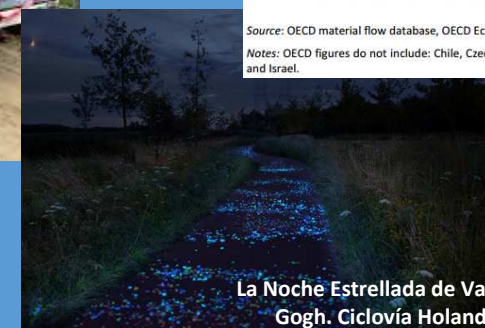 Source: OECD material flow database, OECD Ec
Notes: OECD figures do not include: Chile, Cze
and Israel.
La Noche Estrellada de Va
Gogh. Ciclovía Holand